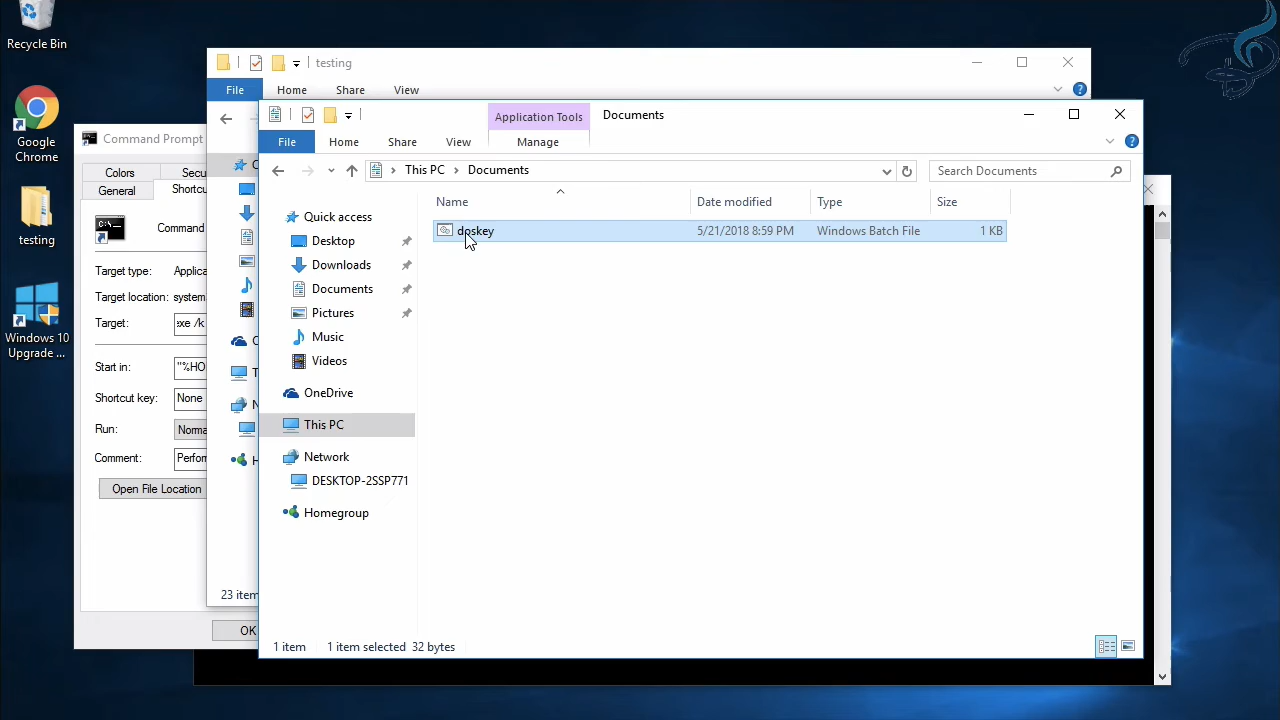 Recycle Bin
Google
Chrome
testing
Windows 10
Upgrade ...
Command Prompt
Colors
Secu
General
Shortcu
C:\_
Comman
Target type:
Applica
Target location:
system
Target:
:xe /k
Start in:
"%HO
Shortcut key:
None
Run:
Norma
Comment:
Perfon
Open File Location
OK
testing
File
Home
Share
View
23 item
Application Tools
Documents
File
Home
Share
View
Manage
This PC
Documents
Search Documents
Name
Date modified
Type
Size
doskey
5/21/2018 8:59 PM
Windows Batch File
1 KB
Quick access
Desktop
Downloads
Documents
Pictures
Music
Videos
OneDrive
This PC
Network
DESKTOP-2SSP771
Homegroup
1 item
1 item selected
32 bytes